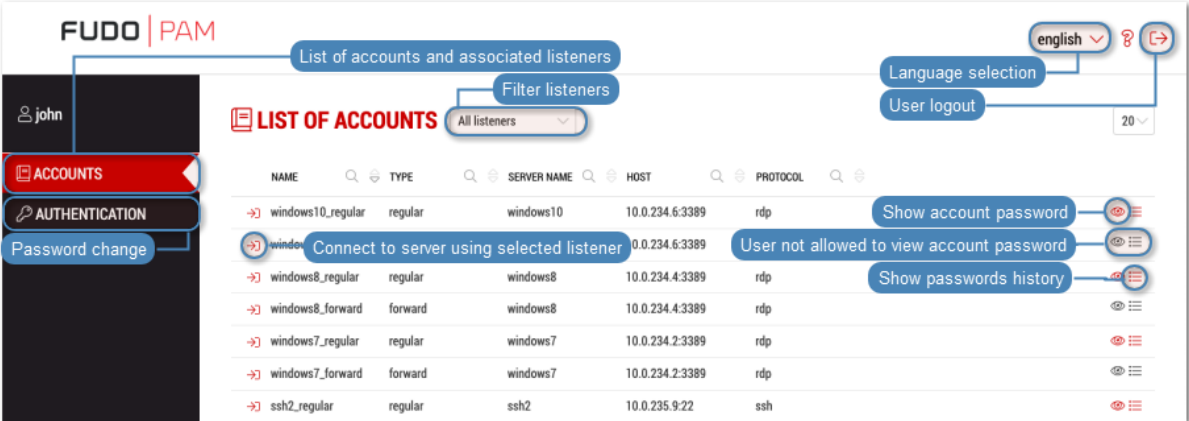 FUDO PAM
List of accounts and associated listeners
english
Language selection
User logout
Filter listeners
john
LIST OF ACCOUNTS
All listeners
20
ACCOUNTS
AUTHENTICATION
Password change
NAME TYPE SERVER NAME HOST PROTOCOL
windows10_regular regular windows10 10.0.234.6:3389 rdp Show account password
Connect to server using selected listener 10.0.234.6:3389 User not allowed to view account password
windows8_regular regular windows8 10.0.234.4:3389 rdp Show passwords history
windows8_forward forward windows8 10.0.234.4:3389 rdp
windows7_regular regular windows7 10.0.234.2:3389 rdp
windows7_forward forward windows7 10.0.234.2:3389 rdp
ssh2_regular regular ssh2 10.0.235.9:22 ssh